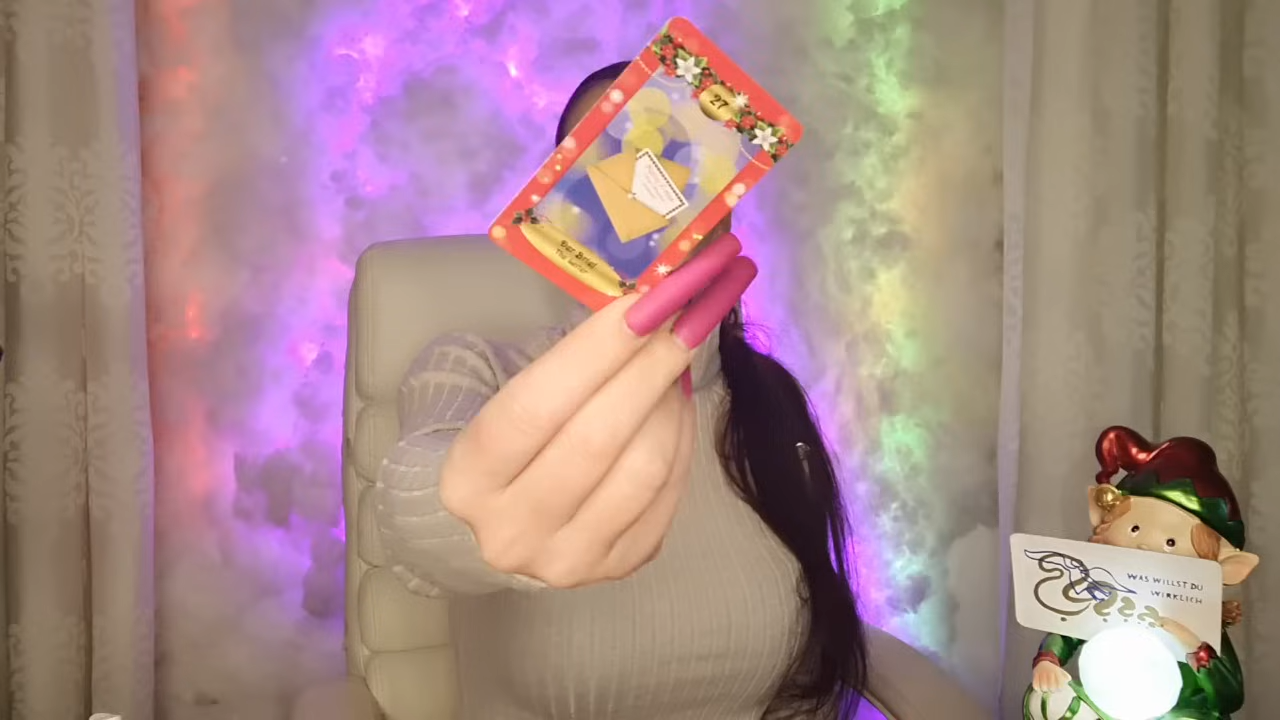 27
Der Brief
The Letter
WAS WILLST DU
WIRKLICH
????